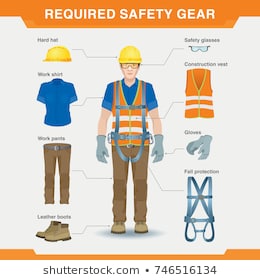 REQUIRED SAFETY GEAR
Hard hat
Safety glasses
Work shirt
Construction vest
Work pants
Gloves
Fall protection
Leather boots
shutterstock.com • 746516134